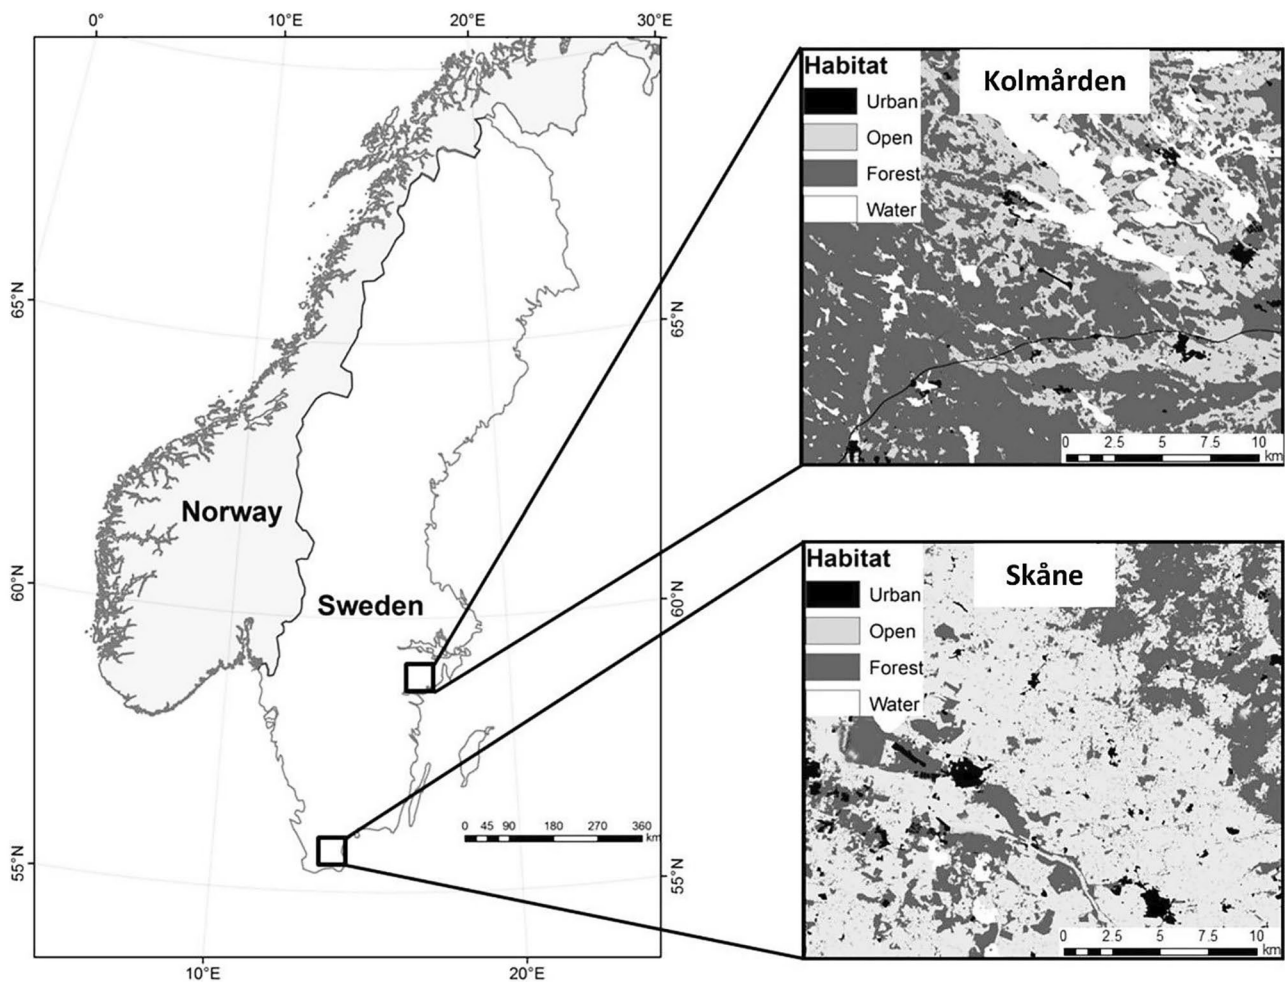 0°
10°E
20°E
30°E
65°N
60°N
55°N
65°N
60°N
55°N
10°E
20°E
Norway
Sweden
0 45 90 180 270 360
km
Habitat
Urban
Open
Forest
Water
Kolmården
0 2.5 5 7.5 10
km
Habitat
Urban
Open
Forest
Water
Skåne
0 2.5 5 7.5 10
km